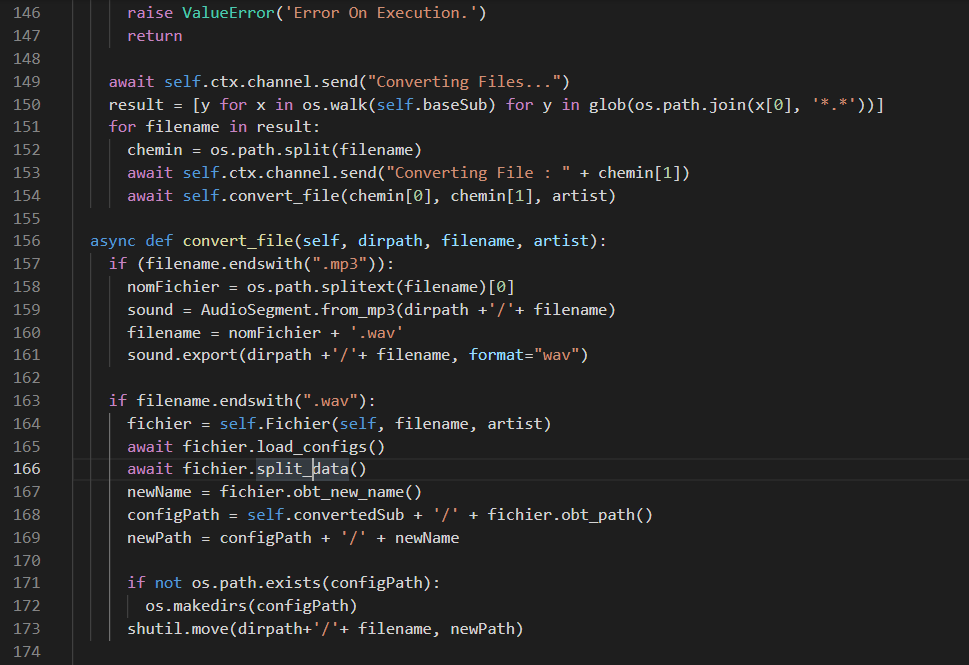 146 raise ValueError('Error On Execution.')
147 return
148
149 await self.ctx.channel.send("Converting Files...")
150 result = [y for x in os.walk(self.baseSub) for y in glob(os.path.join(x[0], '*.*'))]
151 for filename in result:
152 chemin = os.path.split(filename)
153 await self.ctx.channel.send("Converting File : " + chemin[1])
154 await self.convert_file(chemin[0], chemin[1], artist)
155
156 async def convert_file(self, dirpath, filename, artist):
157 if (filename.endswith(".mp3")):
158 nomFichier = os.path.splitext(filename)[0]
159 sound = AudioSegment.from_mp3(dirpath +'/'+ filename)
160 filename = nomFichier + '.wav'
161 sound.export(dirpath +'/'+ filename, format="wav")
162
163 if filename.endswith(".wav"):
164 fichier = self.Fichier(self, filename, artist)
165 await fichier.load_configs()
166 await fichier.split_data()
167 newName = fichier.obt_new_name()
168 configPath = self.convertedSub + '/' + fichier.obt_path()
169 newPath = configPath + '/' + newName
170
171 if not os.path.exists(configPath):
172 os.makedirs(configPath)
173 shutil.move(dirpath+'/'+ filename, newPath)
174